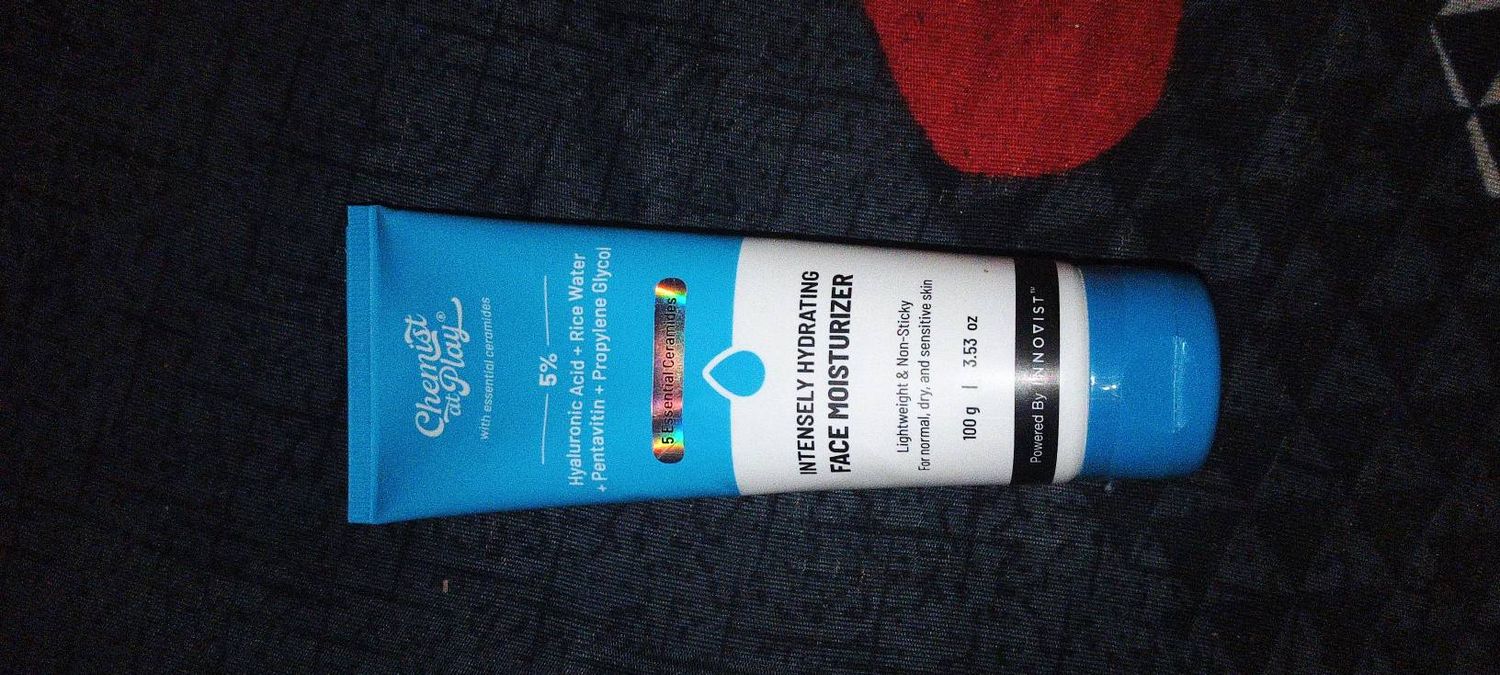 Chemist
at Play®
with essential ceramides
5%
Hyaluronic Acid + Rice Water
+ Pentavitin + Propylene Glycol
5 Essential Ceramides
INTENSELY HYDRATING
FACE MOISTURIZER
Lightweight & Non-Sticky
For normal, dry, and sensitive skin
100 g | 3.53 oz
Powered By INNOVIST™